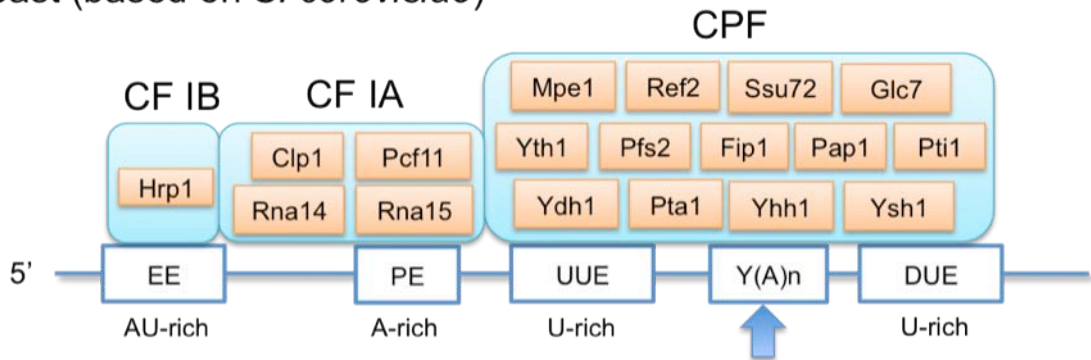 CPF
CF IB CF IA
Mpe1 Ref2 Ssu72 Glc7
Clp1 Pcf11 Yth1 Pfs2 Fip1 Pap1 Pti1
Hrp1 Rna14 Rna15 Ydh1 Pta1 Yhh1 Ysh1
5’ EE PE UUE Y(A)n DUE
AU-rich A-rich U-rich U-rich